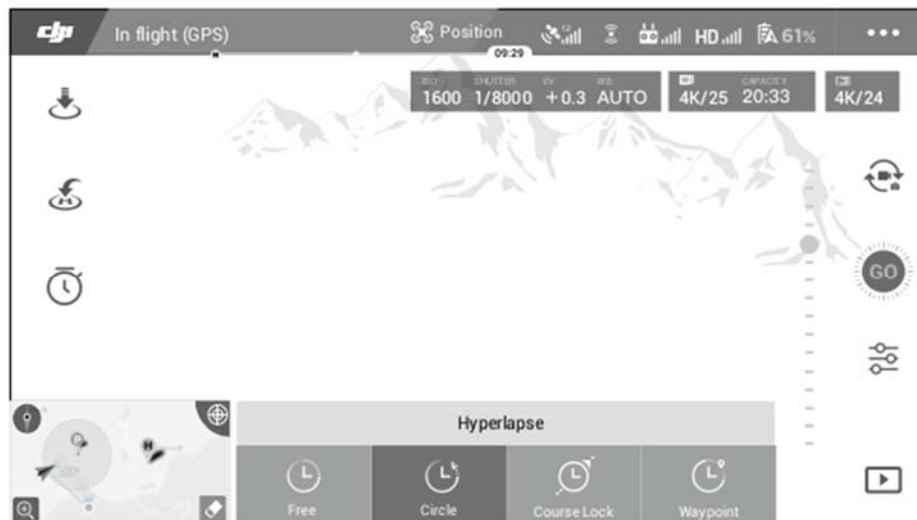 dji In flight (GPS) Position 12 HD 61%
09:29
ISO SHUTTER EV WB CAPACITY
1600 1/8000 +0.3 AUTO 4K/25 20:33 4K/24
GO
Hyperlapse
H
Free Circle Course Lock Waypoint